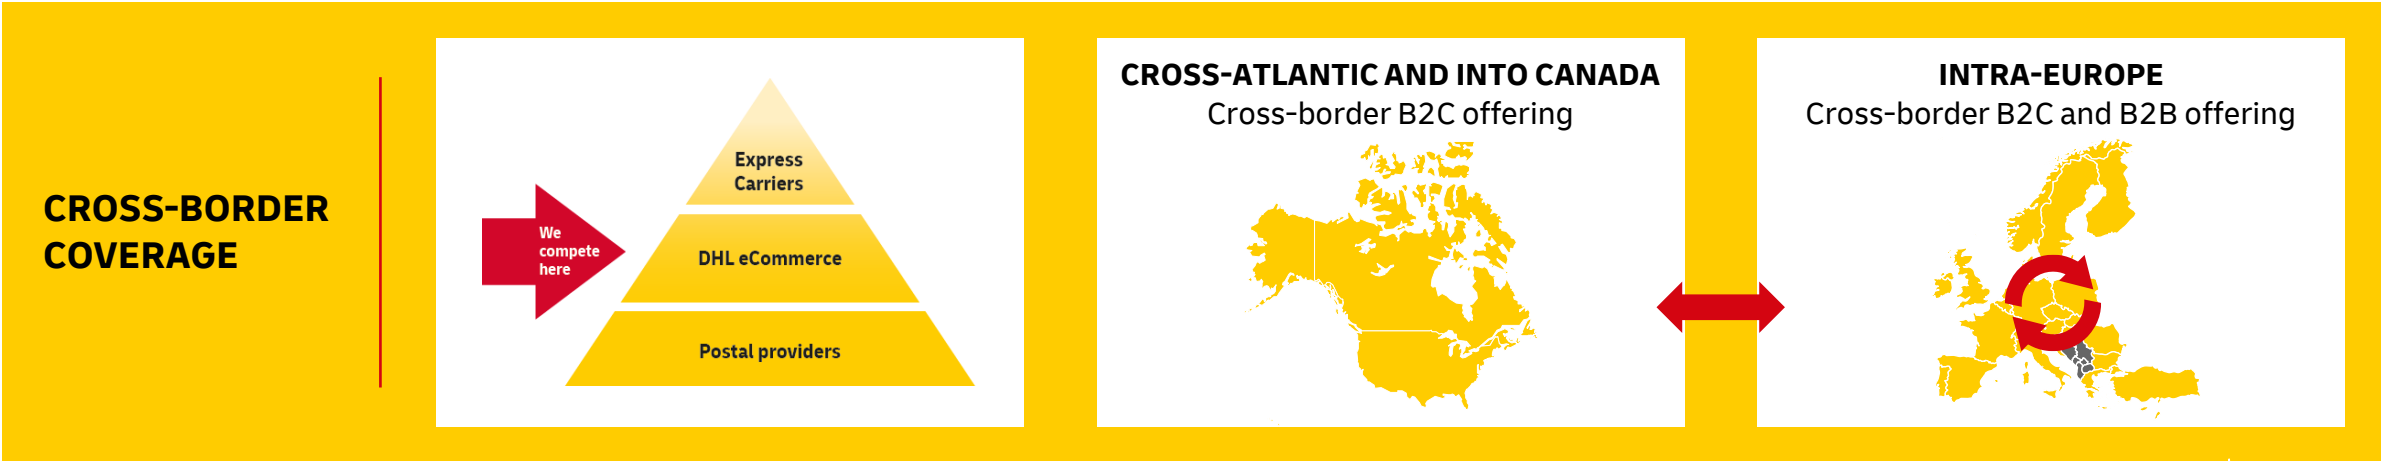 CROSS-BORDER
COVERAGE
We
compete
here
Express
Carriers
DHL eCommerce
Postal providers
CROSS-ATLANTIC AND INTO CANADA
Cross-border B2C offering
INTRA-EUROPE
Cross-border B2C and B2B offering